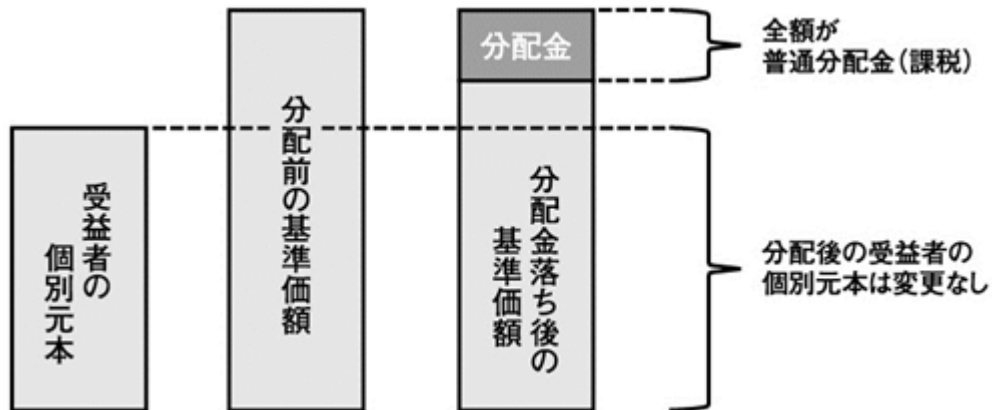 受益者の
個別元本
分配前の基準価額
分配金
分配金落ち後の
基準価額
全額が
普通分配金(課税)
分配後の受益者の
個別元本は変更なし